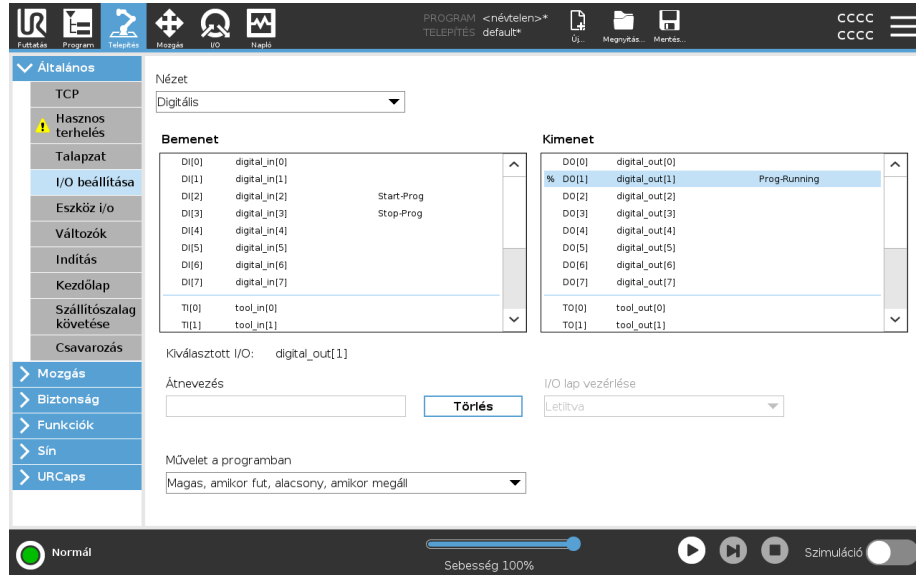 PROGRAM <névtelen>*
TELEPÍTÉS default*
CCCC
CCCC
Futtatás Program Telepítés Mozgás I/O Napló Új... Megnyitás... Mentés...
Általános
TCP
Hasznos terhelés
Talapzat
I/O beállítása
Eszköz i/o
Változók
Indítás
Kezdőlap
Szállítószalag követése
Csavarozás
Mozgás
Biztonság
Funkciók
Sín
URCaps
Nézet
Digitális
Bemenet
DI[0] digital_in[0]
DI[1] digital_in[1]
DI[2] digital_in[2] Start-Prog
DI[3] digital_in[3] Stop-Prog
DI[4] digital_in[4]
DI[5] digital_in[5]
DI[6] digital_in[6]
DI[7] digital_in[7]
TI[0] tool_in[0]
TI[1] tool_in[1]
Kimenet
DO[0] digital_out[0]
% DO[1] digital_out[1] Prog-Running
DO[2] digital_out[2]
DO[3] digital_out[3]
DO[4] digital_out[4]
DO[5] digital_out[5]
DO[6] digital_out[6]
DO[7] digital_out[7]
TO[0] tool_out[0]
TO[1] tool_out[1]
Kiválasztott I/O: digital_out[1]
Átnevezés
Törlés
I/O lap vezérlése
Letiltva
Művelet a programban
Magas, amikor fut, alacsony, amikor megáll
Normál
Sebesség 100%
Szimuláció